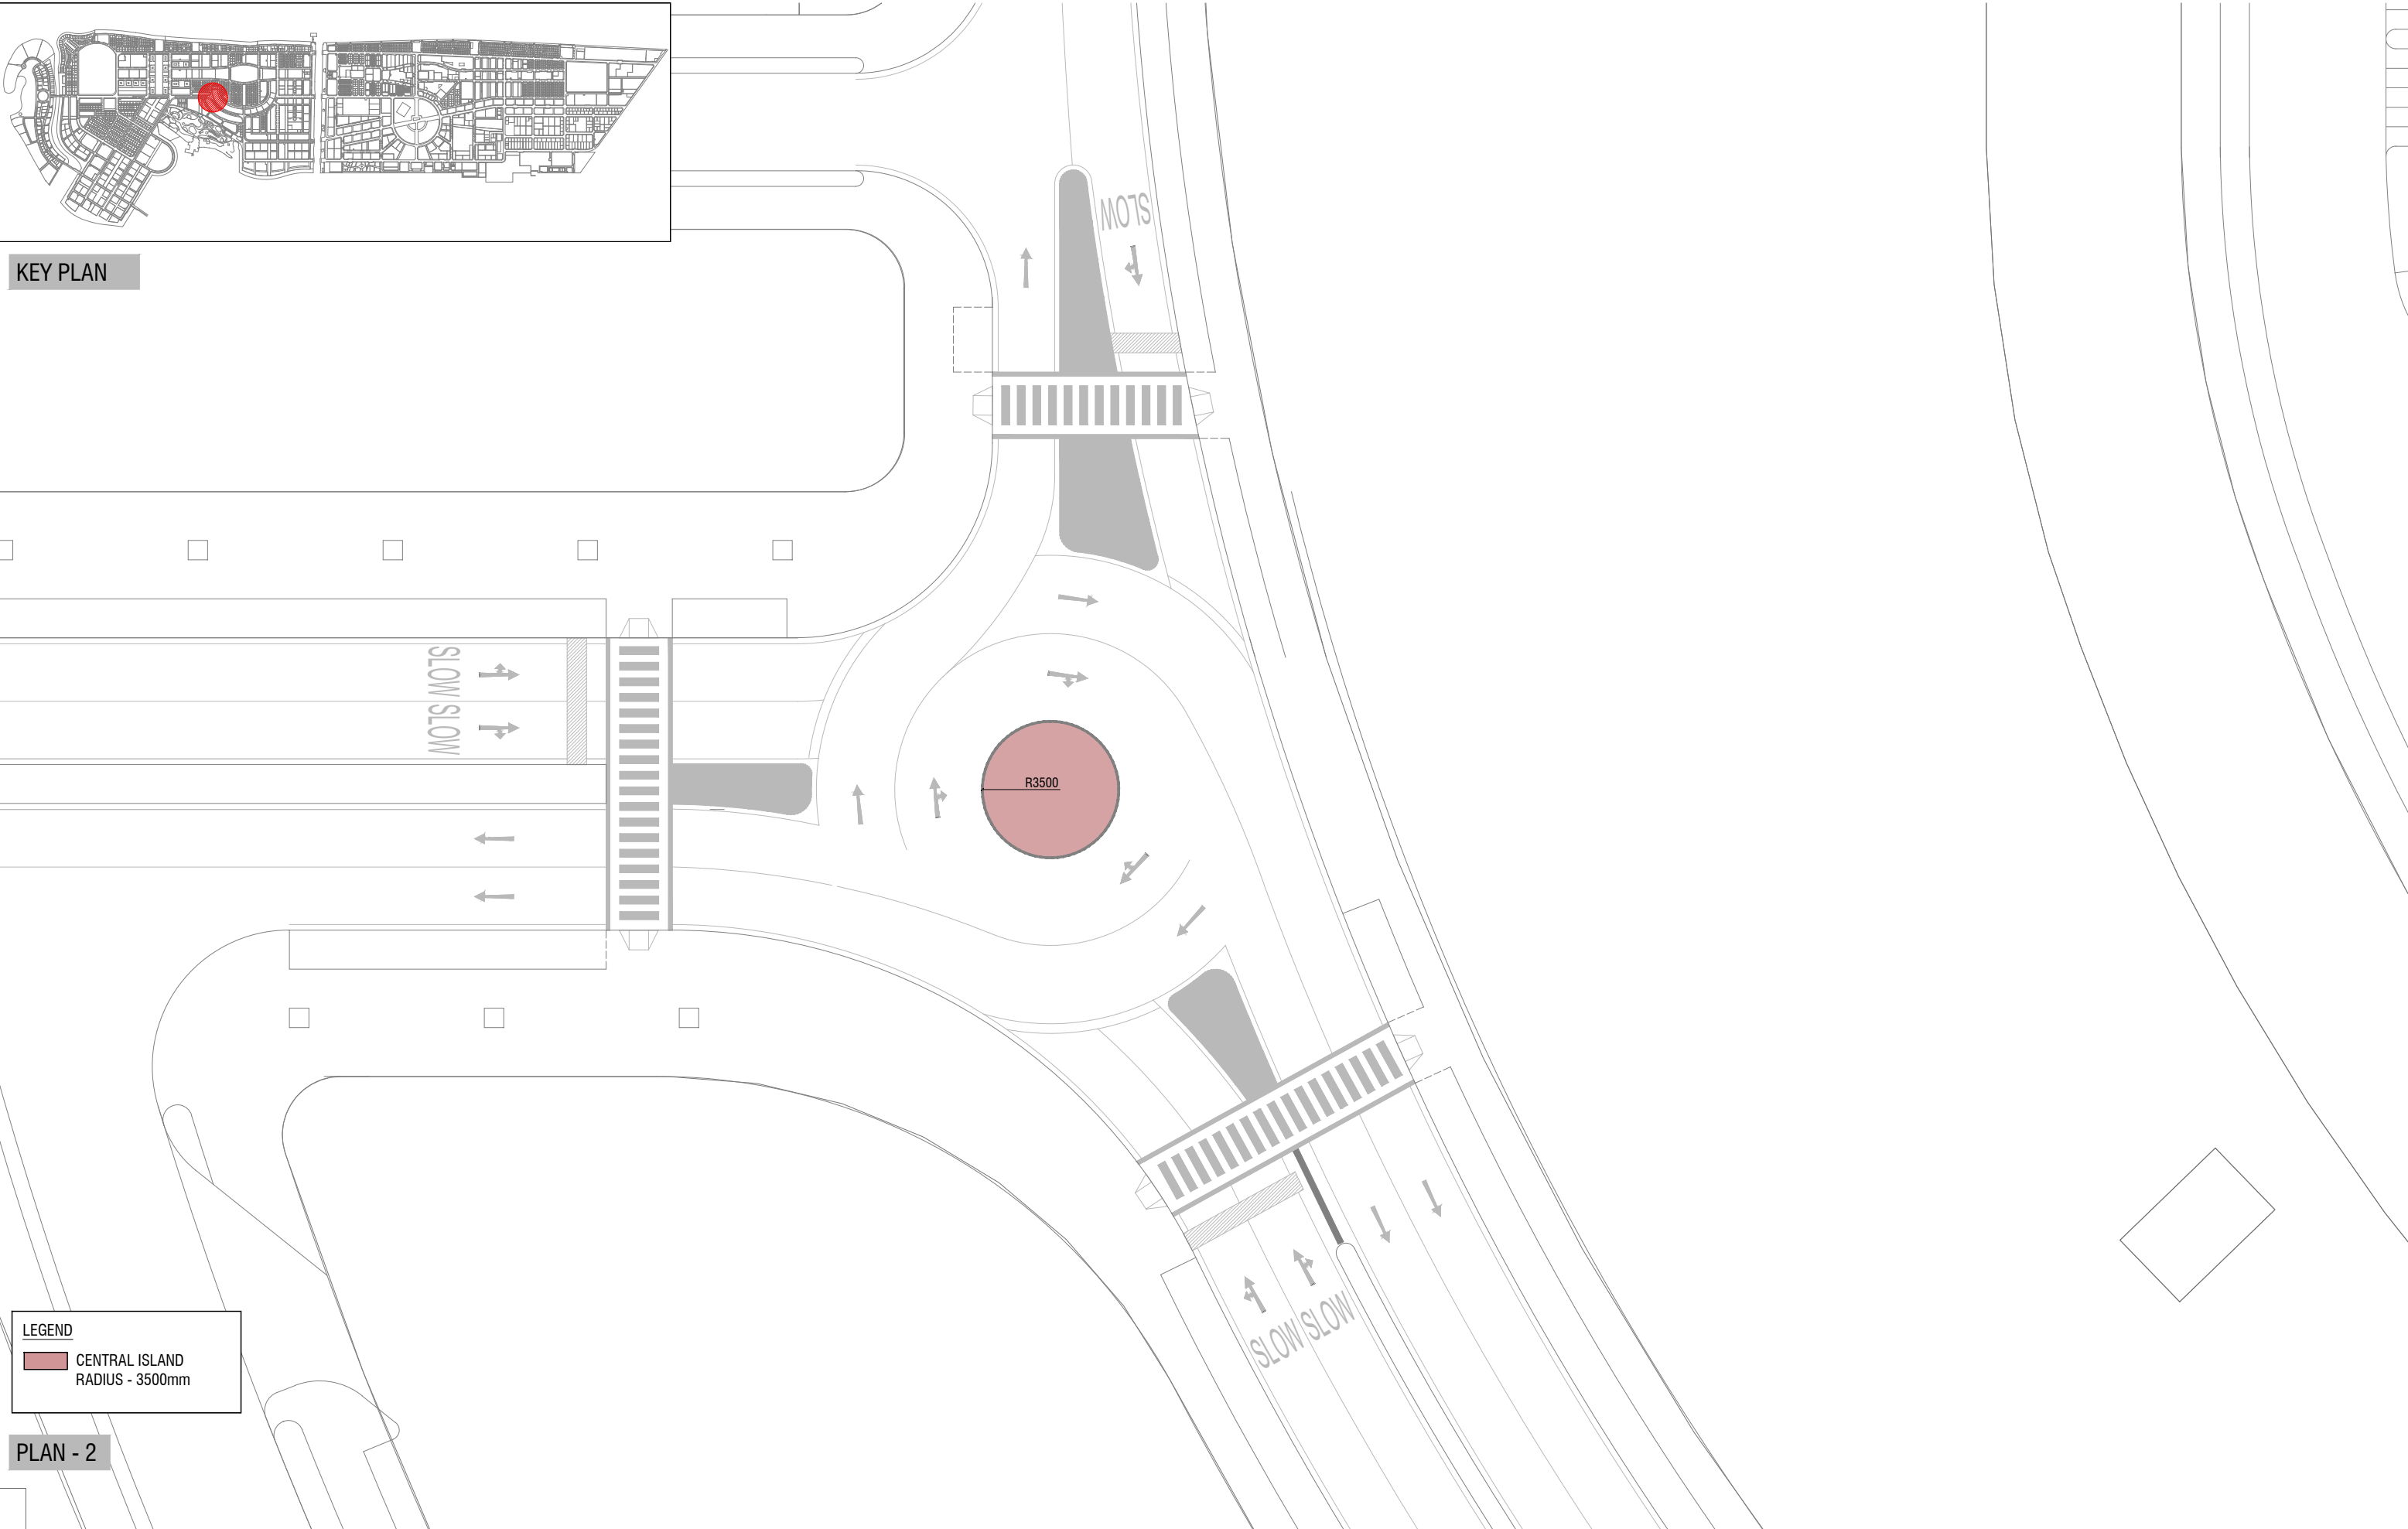 KEY PLAN
SLOW
SLOW
SLOW
R3500
SLOW
SLOW
LEGEND
CENTRAL ISLAND
RADIUS - 3500mm
PLAN - 2